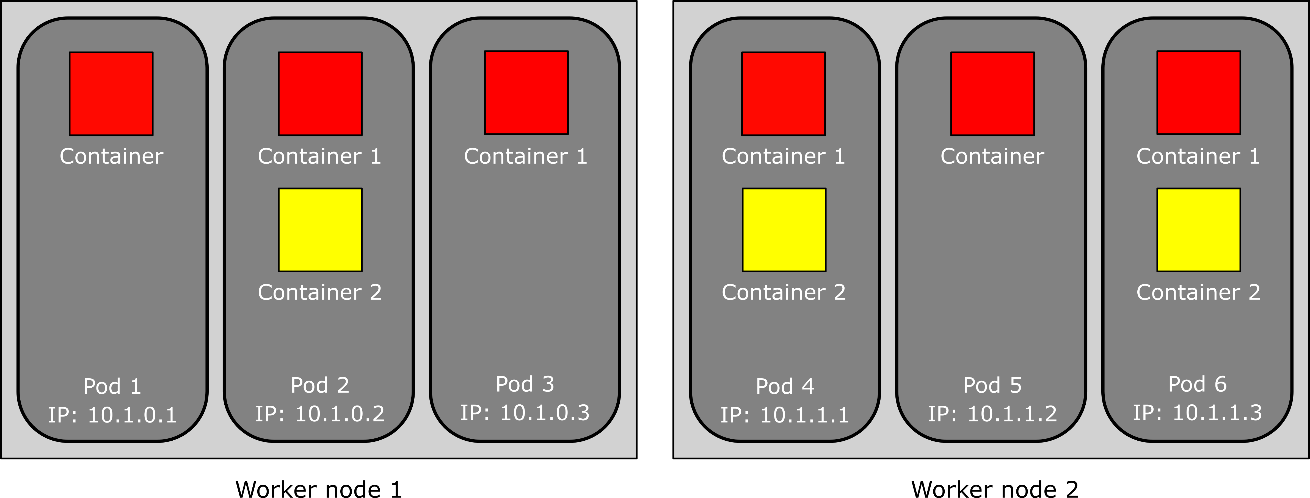 Container
Pod 1
IP: 10.1.0.1
Container 1
Container 2
Pod 2
IP: 10.1.0.2
Container 1
Pod 3
IP: 10.1.0.3
Worker node 1
Container 1
Container 2
Pod 4
IP: 10.1.1.1
Container
Pod 5
IP: 10.1.1.2
Container 1
Container 2
Pod 6
IP: 10.1.1.3
Worker node 2